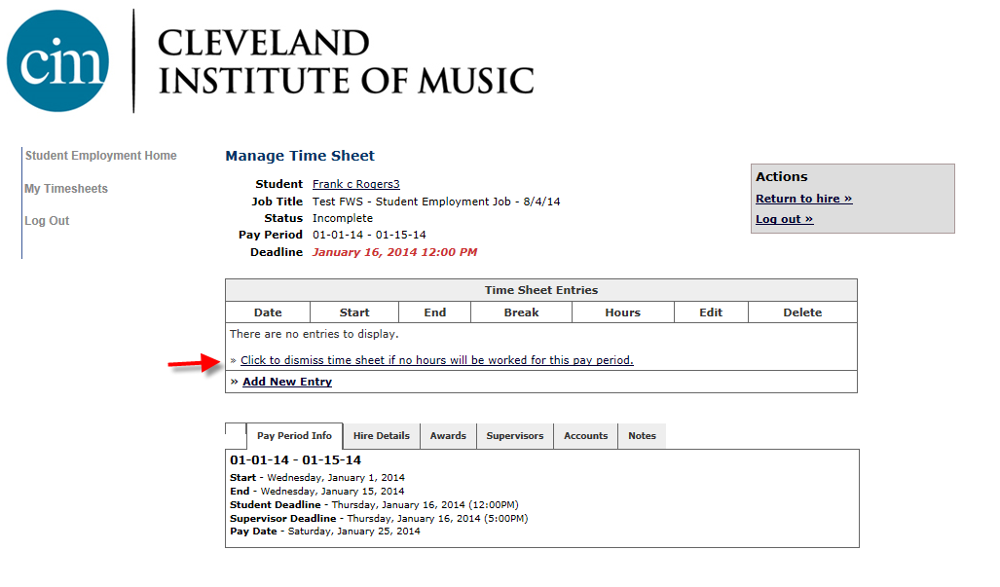 cim
CLEVELAND
INSTITUTE OF MUSIC
Student Employment Home
My Timesheets
Log Out
Manage Time Sheet
Student Frank c Rogers3
Job Title Test FWS - Student Employment Job - 8/4/14
Status Incomplete
Pay Period 01-01-14 - 01-15-14
Deadline January 16, 2014 12:00 PM
Actions
Return to hire »
Log out »
Time Sheet Entries
Date Start End Break Hours Edit Delete
There are no entries to display.
» Click to dismiss time sheet if no hours will be worked for this pay period.
» Add New Entry
Pay Period Info Hire Details Awards Supervisors Accounts Notes
01-01-14 - 01-15-14
Start - Wednesday, January 1, 2014
End - Wednesday, January 15, 2014
Student Deadline - Thursday, January 16, 2014 (12:00PM)
Supervisor Deadline - Thursday, January 16, 2014 (5:00PM)
Pay Date - Saturday, January 25, 2014